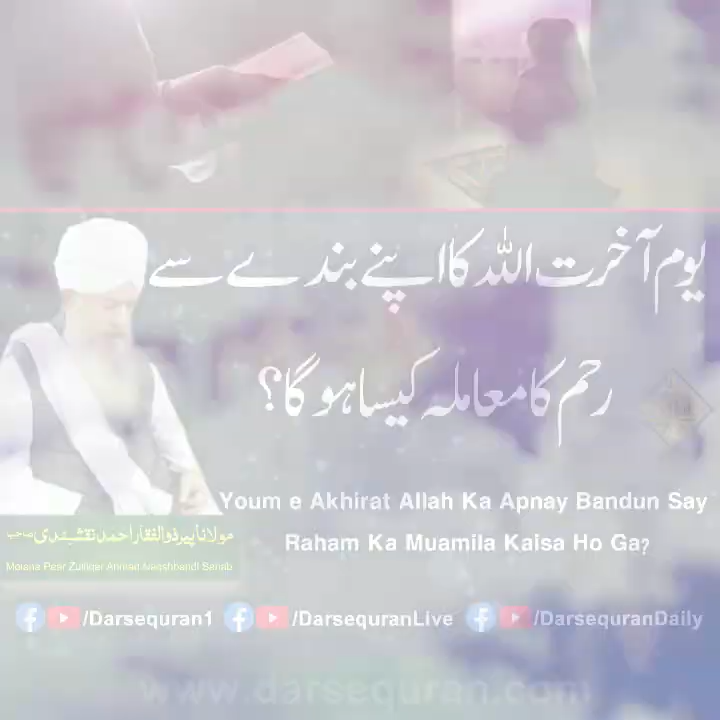 یوم آخرت اللہ کا اپنے بندے سے
رحم کا معاملہ کیسا ہو گا؟
Youm e Akhirat Allah Ka Apnay Bandun Say
Raham Ka Muamila Kaisa Ho Ga?
مولانا پیر ذوالفقار احمد نقشبندی صاحب
Molana Peer Zulfiqar Ahmad Naqshbandi Sahab
/Darsequran1 /DarsequranLive /DarsequranDaily
www.darsequran.com